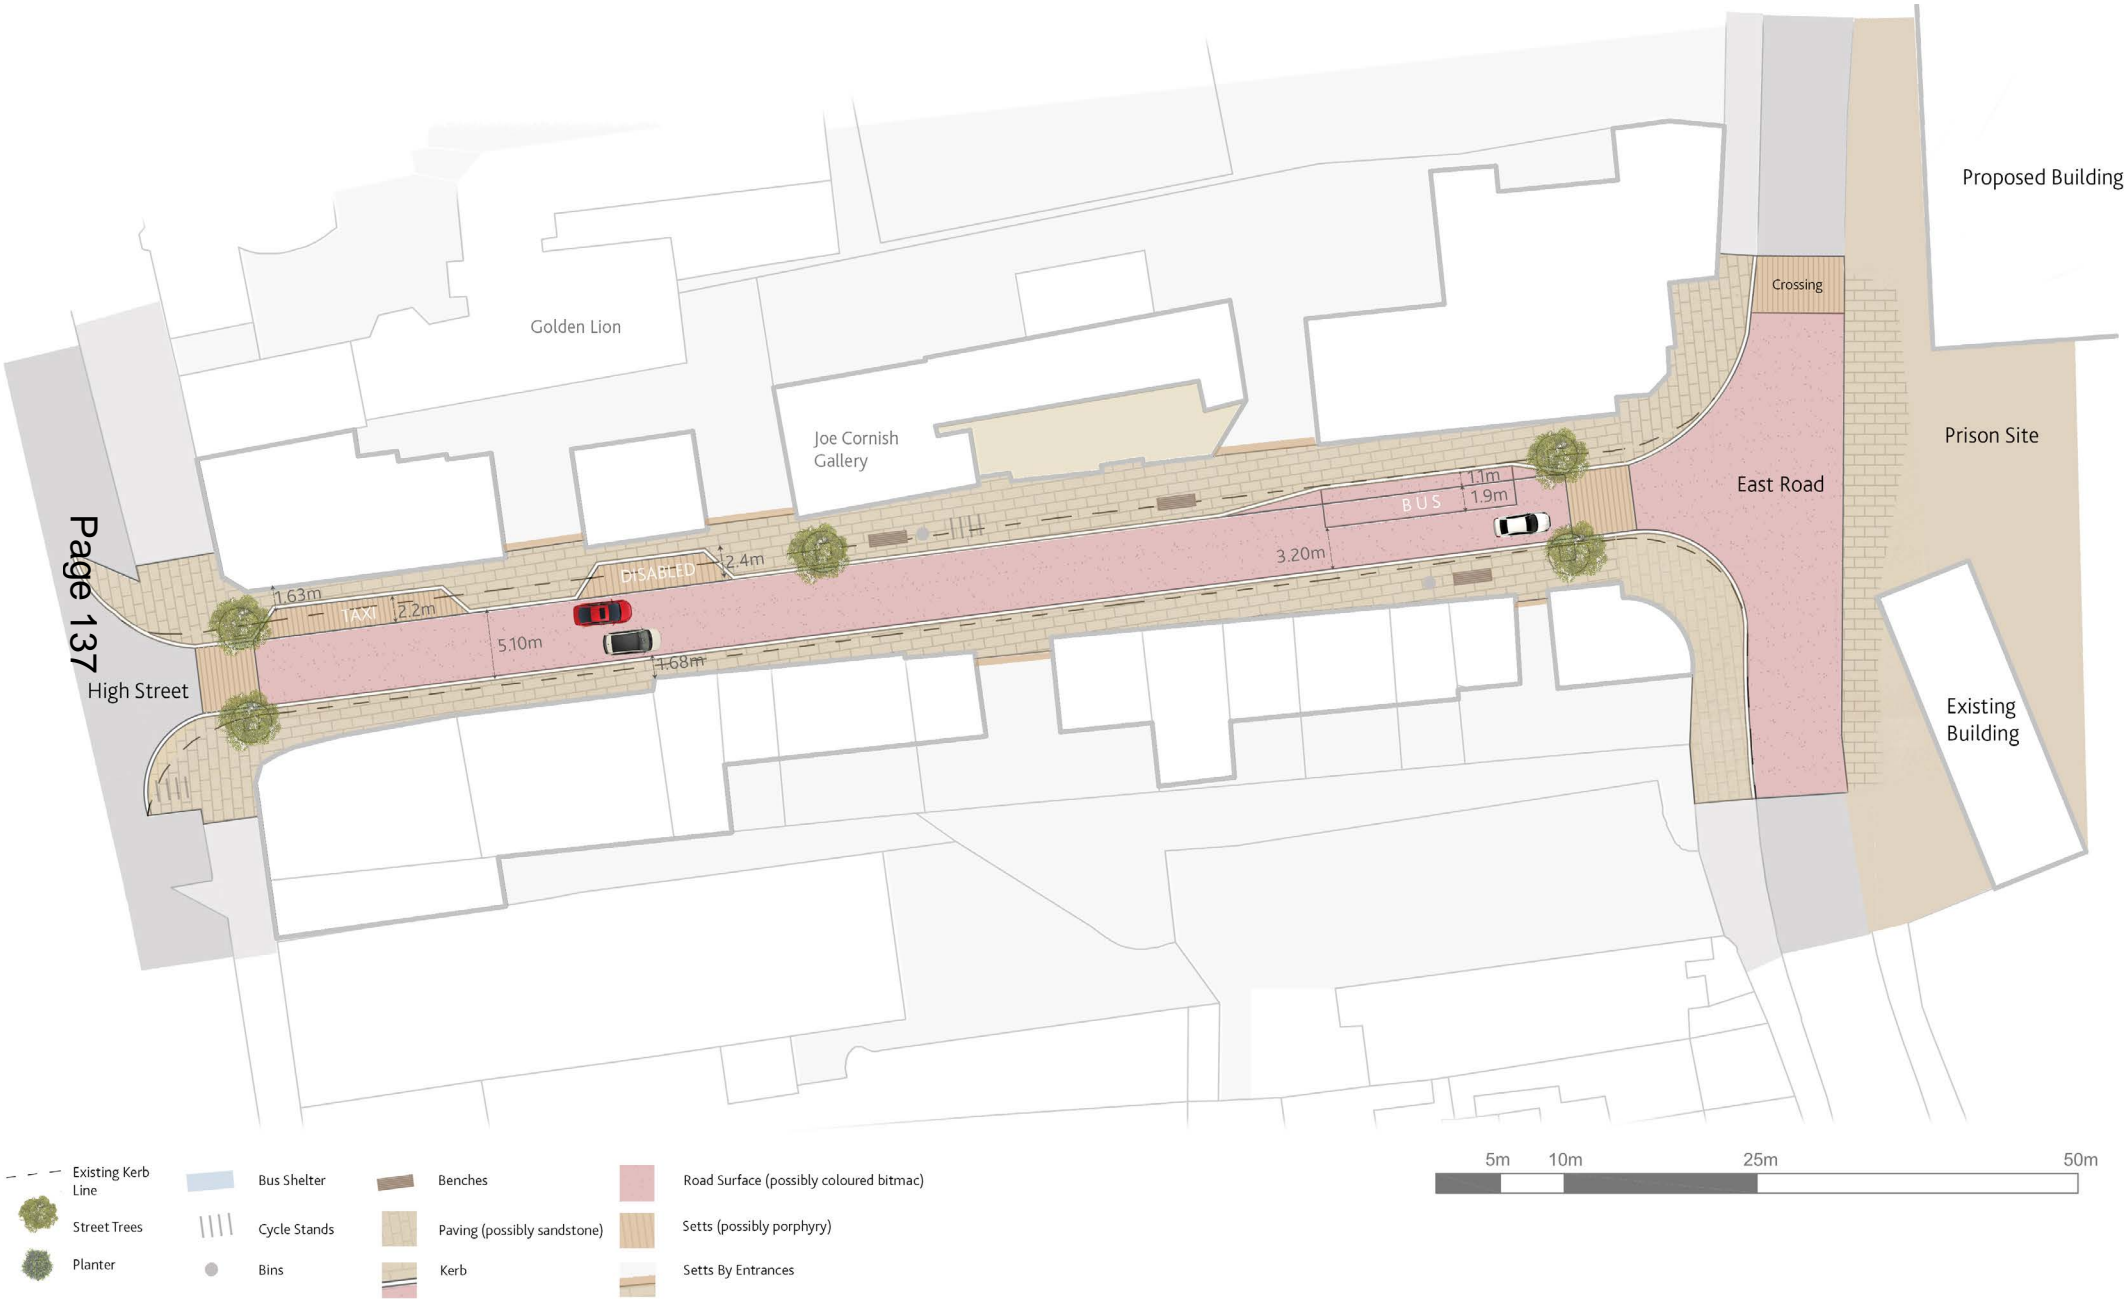 Proposed Building
Crossing
Golden Lion
Joe Cornish
Gallery
Prison Site
East Road
1.1m
1.9m
BUS
3.20m
2.4m
DISABLED
1.63m
TAXI
2.2m
5.10m
1.68m
Page 137
High Street
Existing
Building
5m
10m
25m
50m
Existing Kerb
Line
Street Trees
Planter
Bus Shelter
Cycle Stands
Bins
Benches
Paving (possibly sandstone)
Kerb
Road Surface (possibly coloured bitmac)
Setts (possibly porphyry)
Setts By Entrances